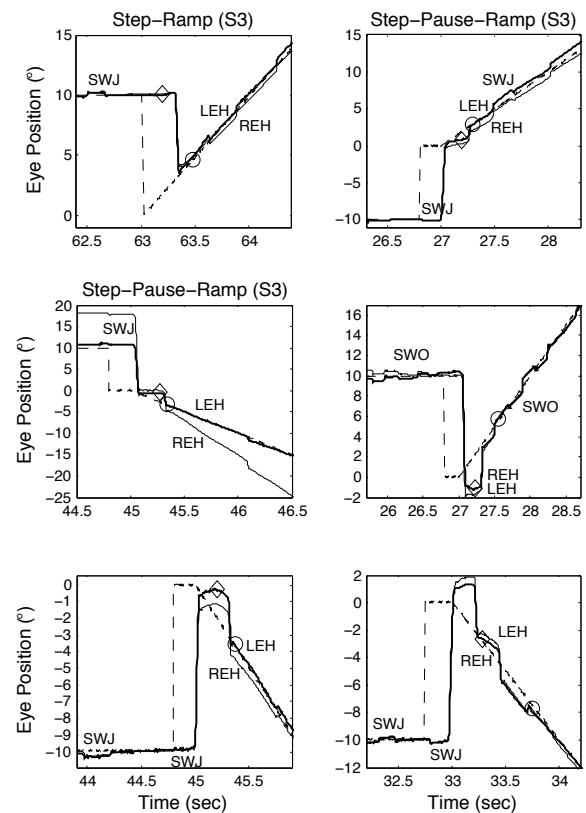 Step−Ramp (S3)
Eye Position (°)
15
10
5
0
SWJ
LEH
REH
62.5 63 63.5 64
Step−Pause−Ramp (S3)
15
10
5
0
−5
−10
SWJ
LEH
REH
SWJ
26.5 27 27.5 28
Step−Pause−Ramp (S3)
Eye Position (°)
20
15
10
5
0
−5
−10
−15
−20
−25
SWJ
LEH
REH
44.5 45 45.5 46 46.5
16
14
12
10
8
6
4
2
0
−2
SWO
SWO
REH
LEH
26 26.5 27 27.5 28 28.5
Eye Position (°)
0
−1
−2
−3
−4
−5
−6
−7
−8
−9
−10
LEH
REH
SWJ
SWJ
44 44.5 45 45.5
Time (sec)
2
0
−2
−4
−6
−8
−10
−12
LEH
REH
SWJ
SWJ
32.5 33 33.5 34
Time (sec)